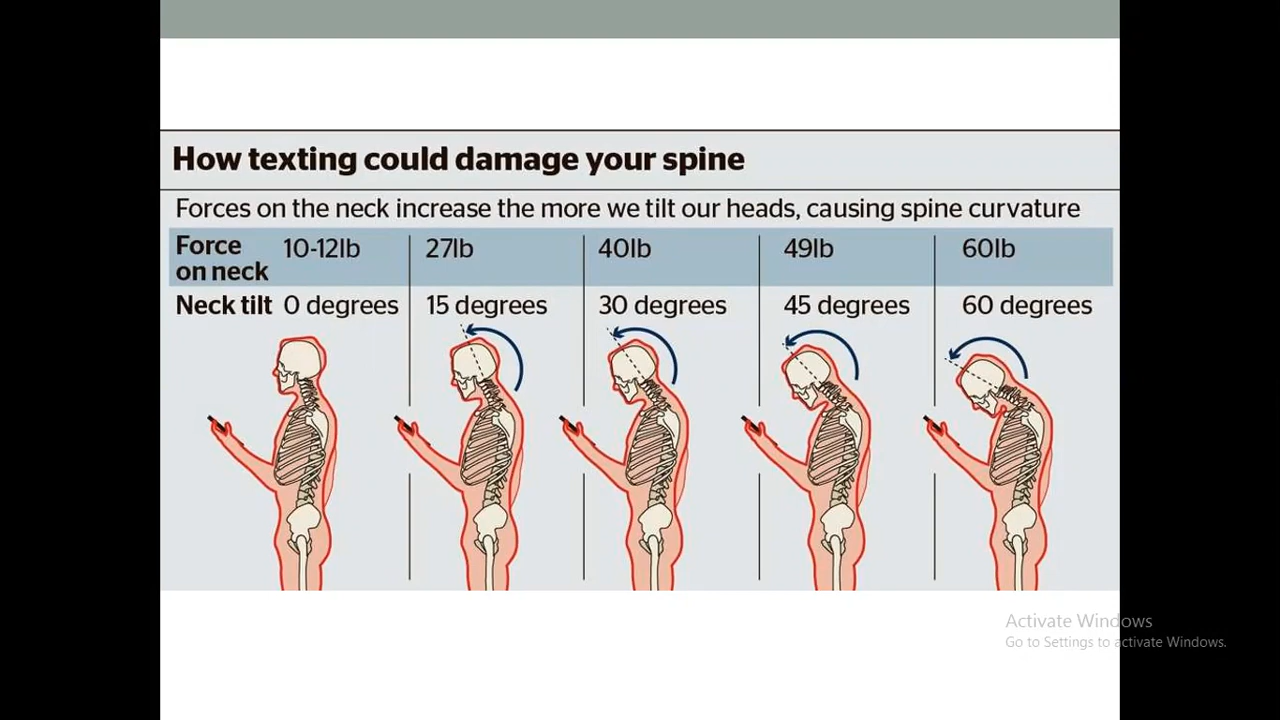 How texting could damage your spine
Forces on the neck increase the more we tilt our heads, causing spine curvature
Force on neck 10-12lb 27lb 40lb 49lb 60lb
Neck tilt 0 degrees 15 degrees 30 degrees 45 degrees 60 degrees
Activate Windows
Go to Settings to activate Windows.